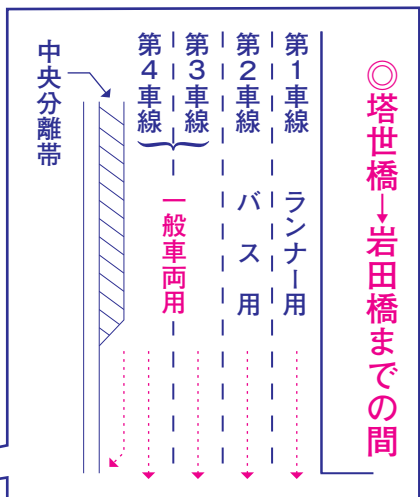 ◎塔世橋→岩田橋までの間
第1車線 ランナー用
第2車線 バス用
第3車線
第4車線
一般車両用
中央分離帯